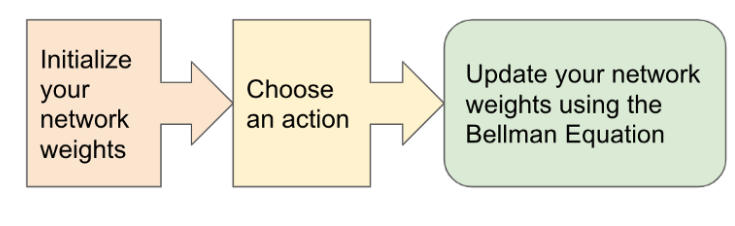 Initialize
your
network
weights
Choose
an action
Update your network
weights using the
Bellman Equation